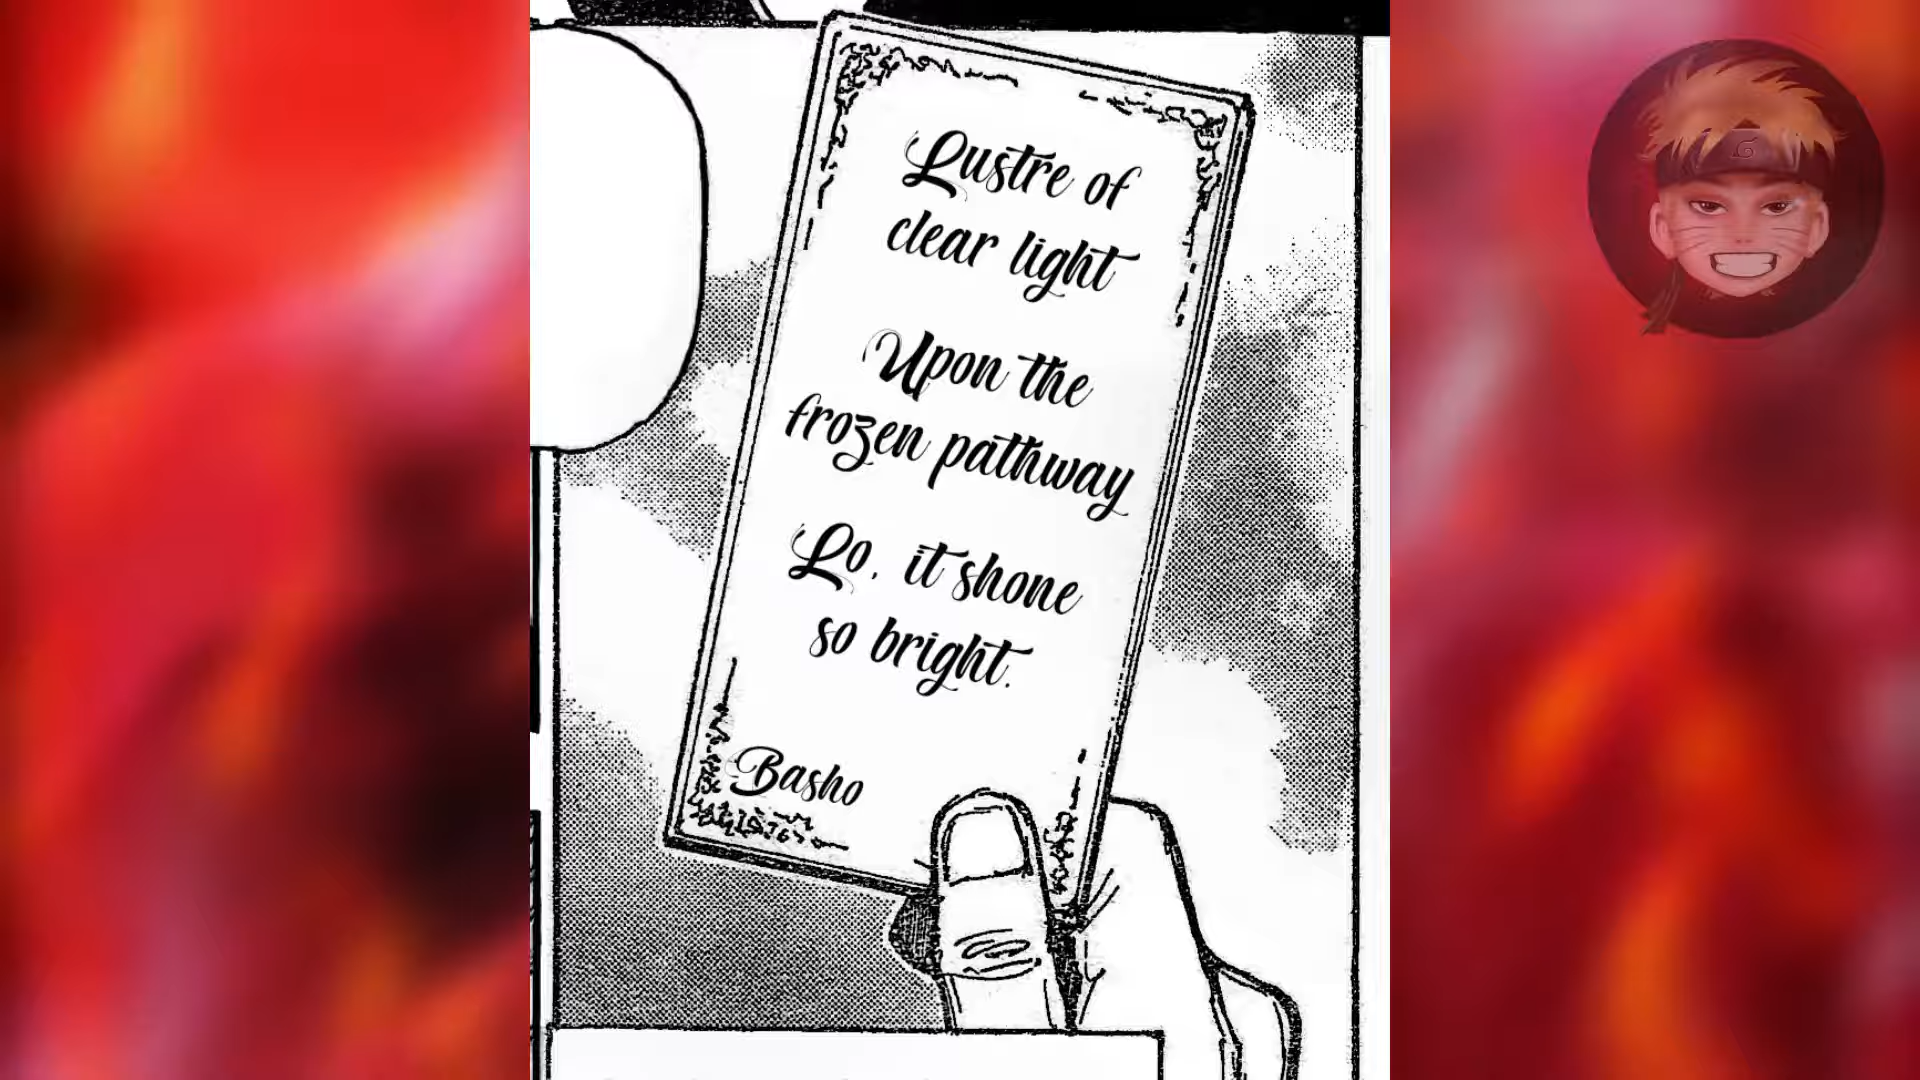 Lustre of
clear light
Upon the
frozen pathway
Lo, it shone
so bright.
Basho